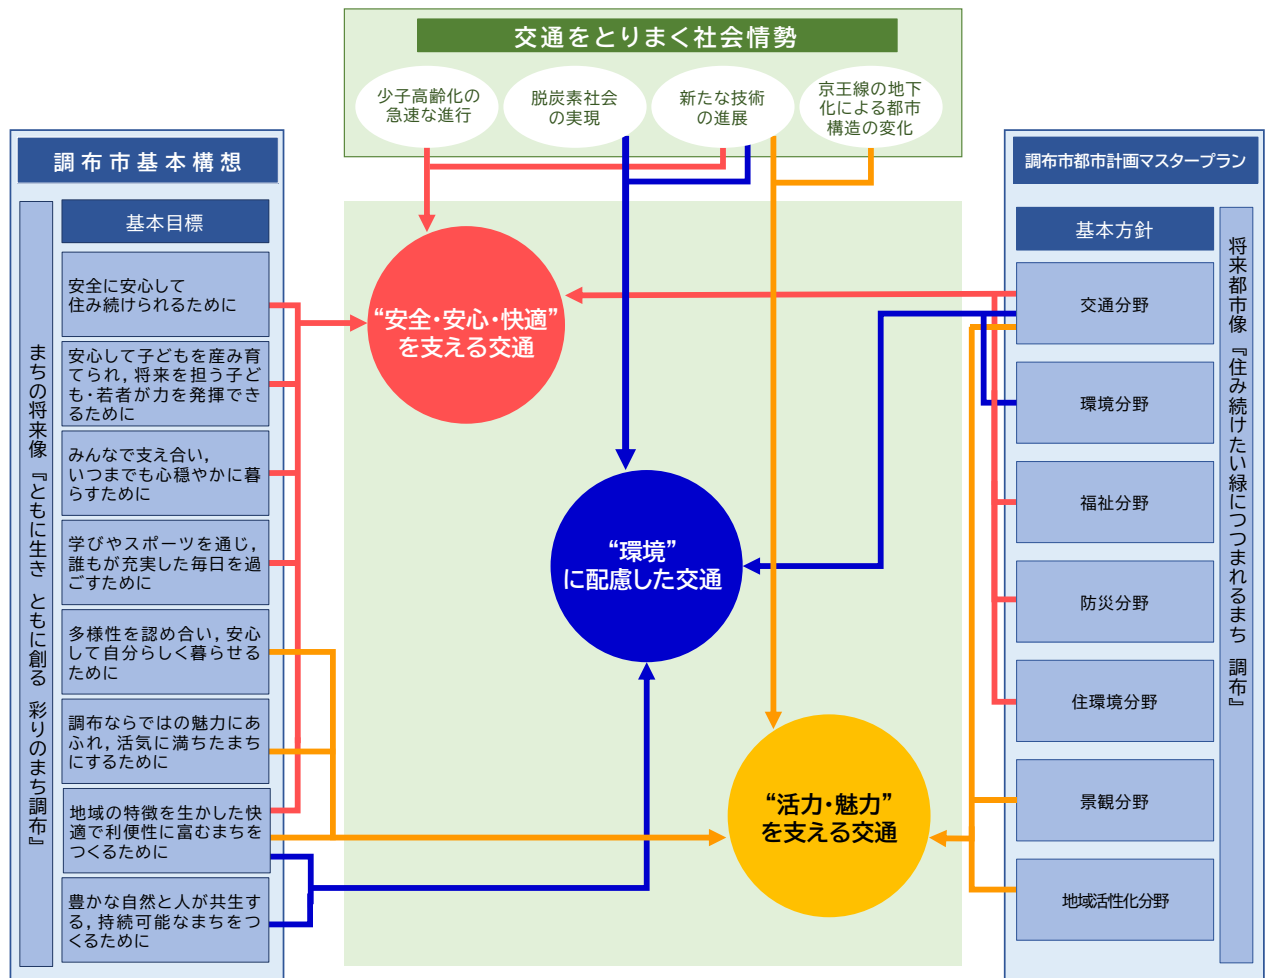 交通をとりまく社会情勢
少子高齢化の
急速な進行
脱炭素社会
の実現
新たな技術
の進展
京王線の地下
化による都市
構造の変化
調布市基本構想
まちの将来像『ともに生き ともに創る 彩りのまち調布』
基本目標
安全に安心して
住み続けられるために
安心して子どもを産み育
てられ，将来を担う子ど
も・若者が力を発揮でき
るために
みんなで支え合い，
いつまでも心穏やかに暮
らすために
学びやスポーツを通じ，
誰もが充実した毎日を過
ごすために
多様性を認め合い，安心
して自分らしく暮らせる
ために
調布ならではの魅力にあ
ふれ，活気に満ちたまち
にするために
地域の特徴を生かした快
適で利便性に富むまちを
つくるために
豊かな自然と人が共生す
る，持続可能なまちをつ
くるために
“安全・安心・快適”
を支える交通
“環境”
に配慮した交通
“活力・魅力”
を支える交通
調布市都市計画マスタープラン
基本方針
交通分野
環境分野
福祉分野
防災分野
住環境分野
景観分野
地域活性化分野
将来都市像『住み続けたい緑につつまれるまち 調布』